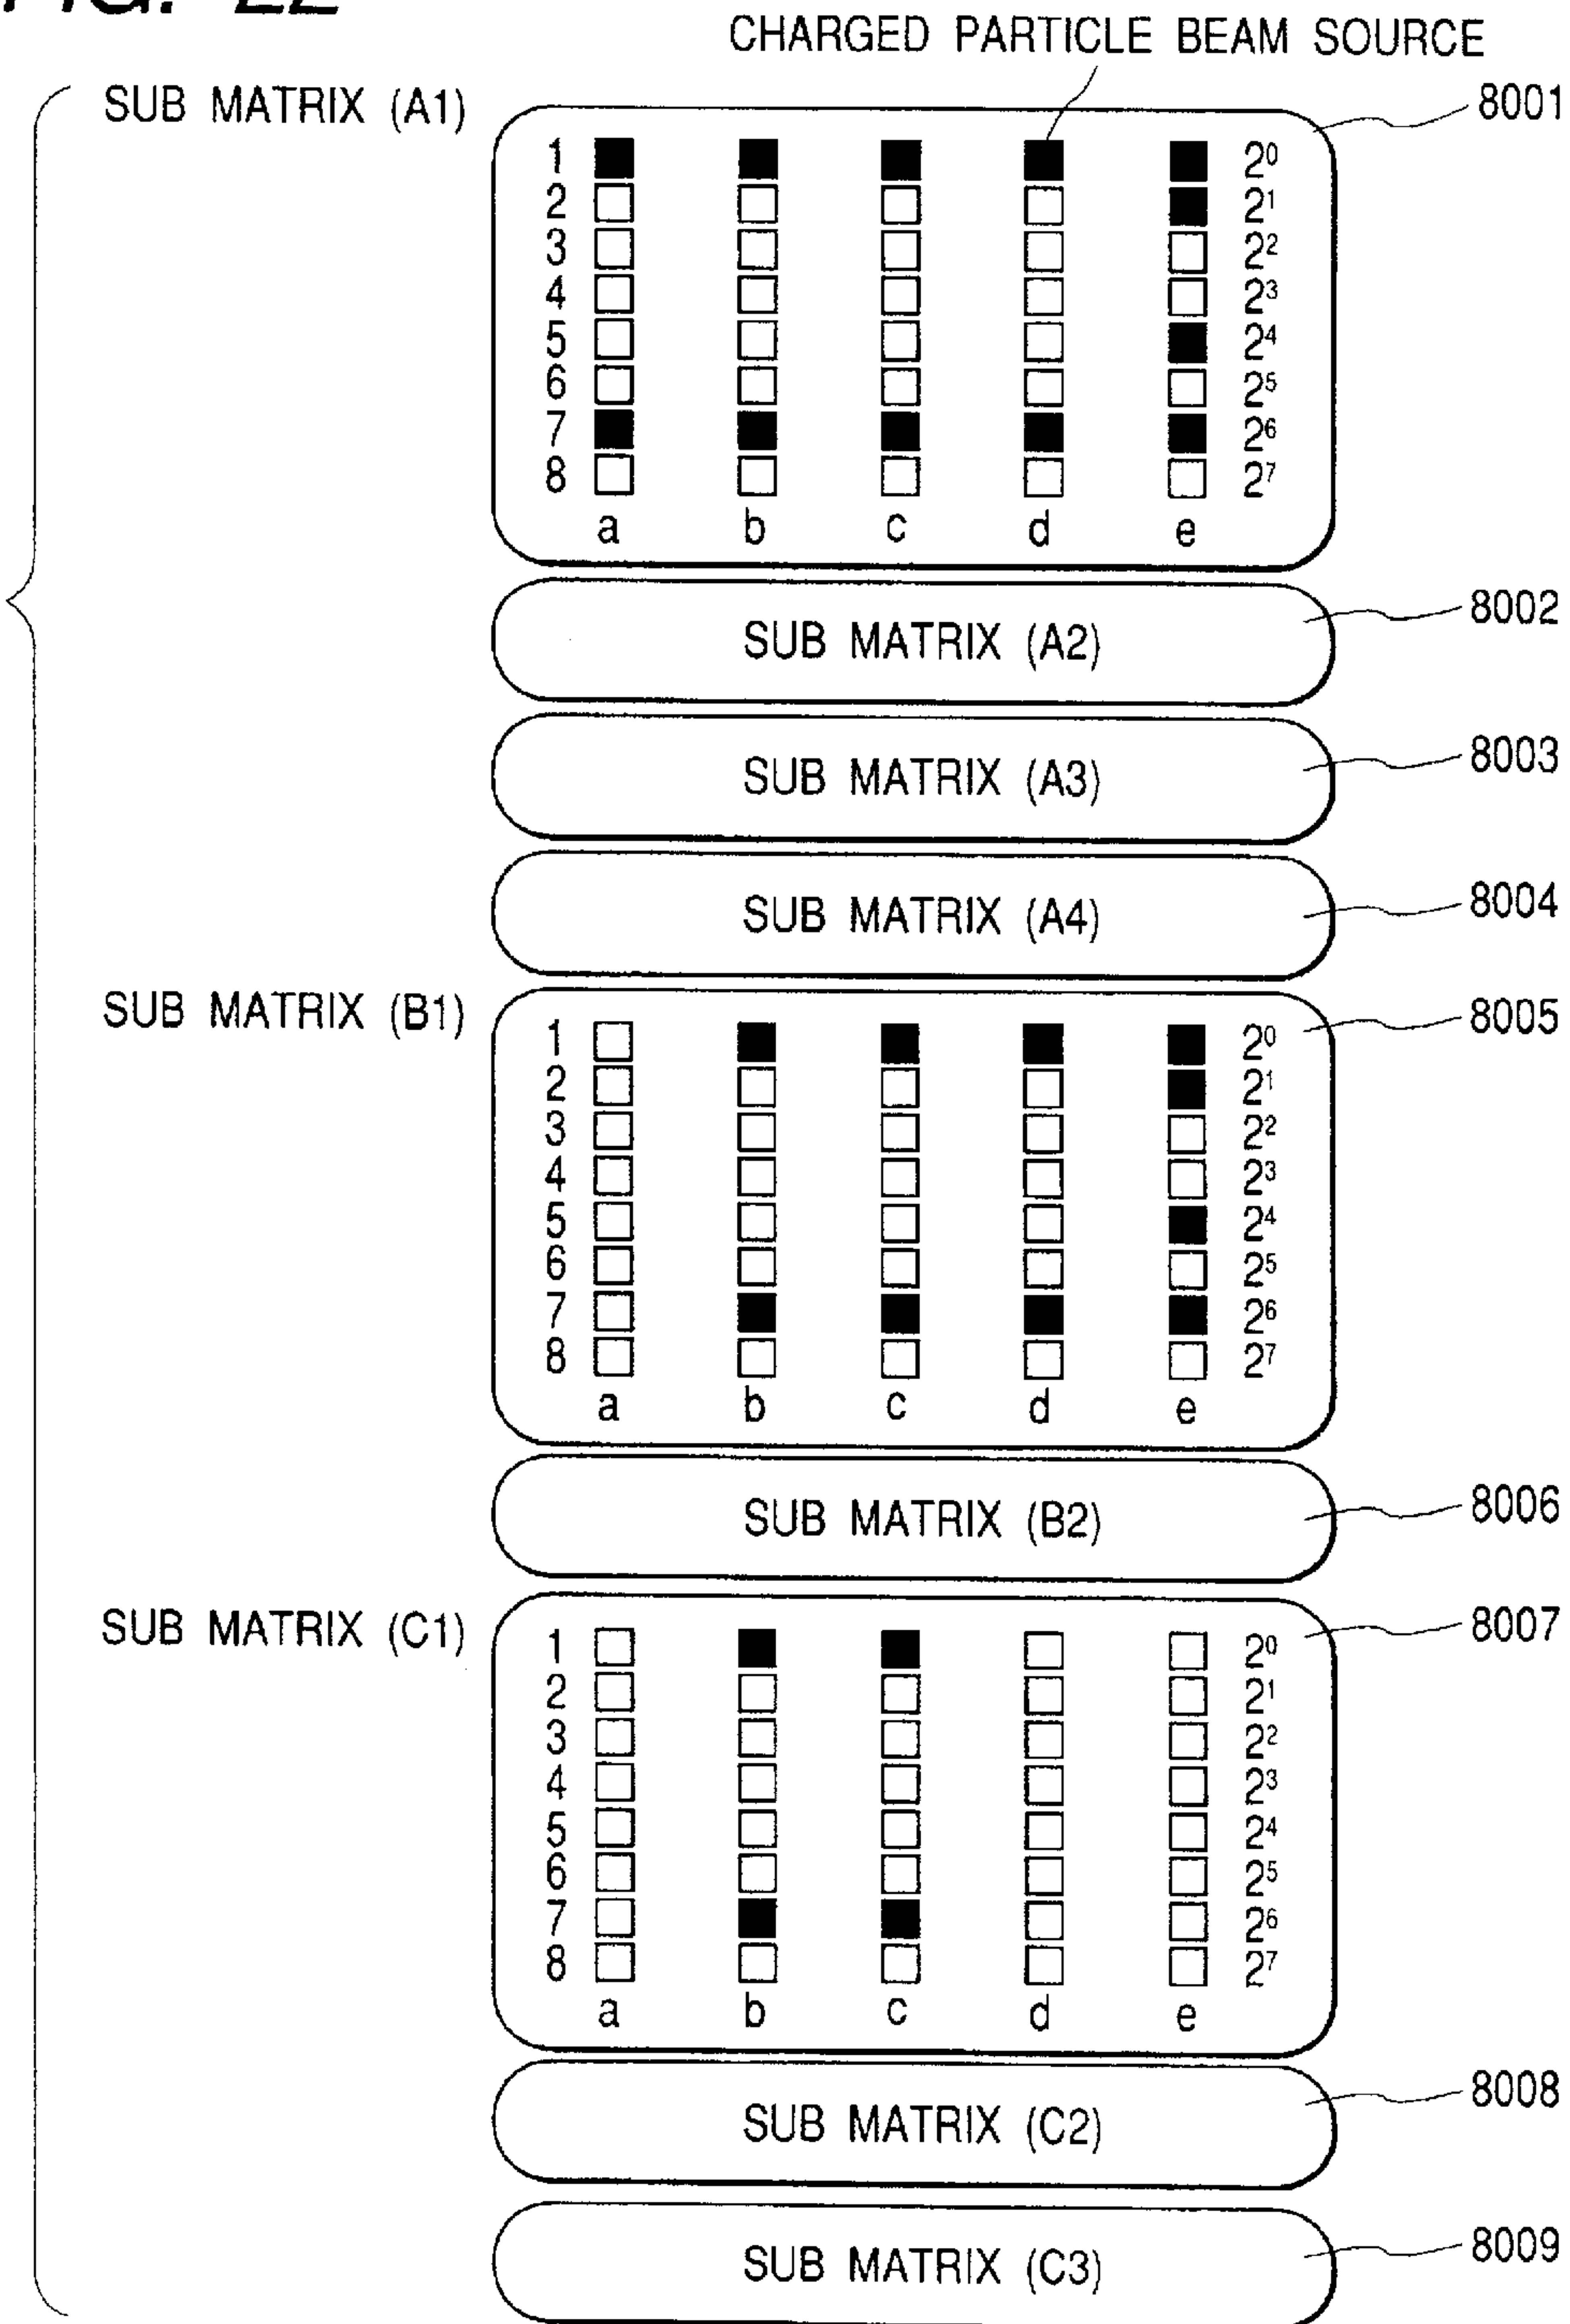 FIG. 22
CHARGED PARTICLE BEAM SOURCE
SUB MATRIX (A1)
8001
1 2⁰
2 2¹
3 2²
4 2³
5 2⁴
6 2⁵
7 2⁶
8 2⁷
a b c d e
SUB MATRIX (A2)
8002
SUB MATRIX (A3)
8003
SUB MATRIX (A4)
8004
SUB MATRIX (B1)
8005
1 2⁰
2 2¹
3 2²
4 2³
5 2⁴
6 2⁵
7 2⁶
8 2⁷
a b c d e
SUB MATRIX (B2)
8006
SUB MATRIX (C1)
8007
1 2⁰
2 2¹
3 2²
4 2³
5 2⁴
6 2⁵
7 2⁶
8 2⁷
a b c d e
SUB MATRIX (C2)
8008
SUB MATRIX (C3)
8009